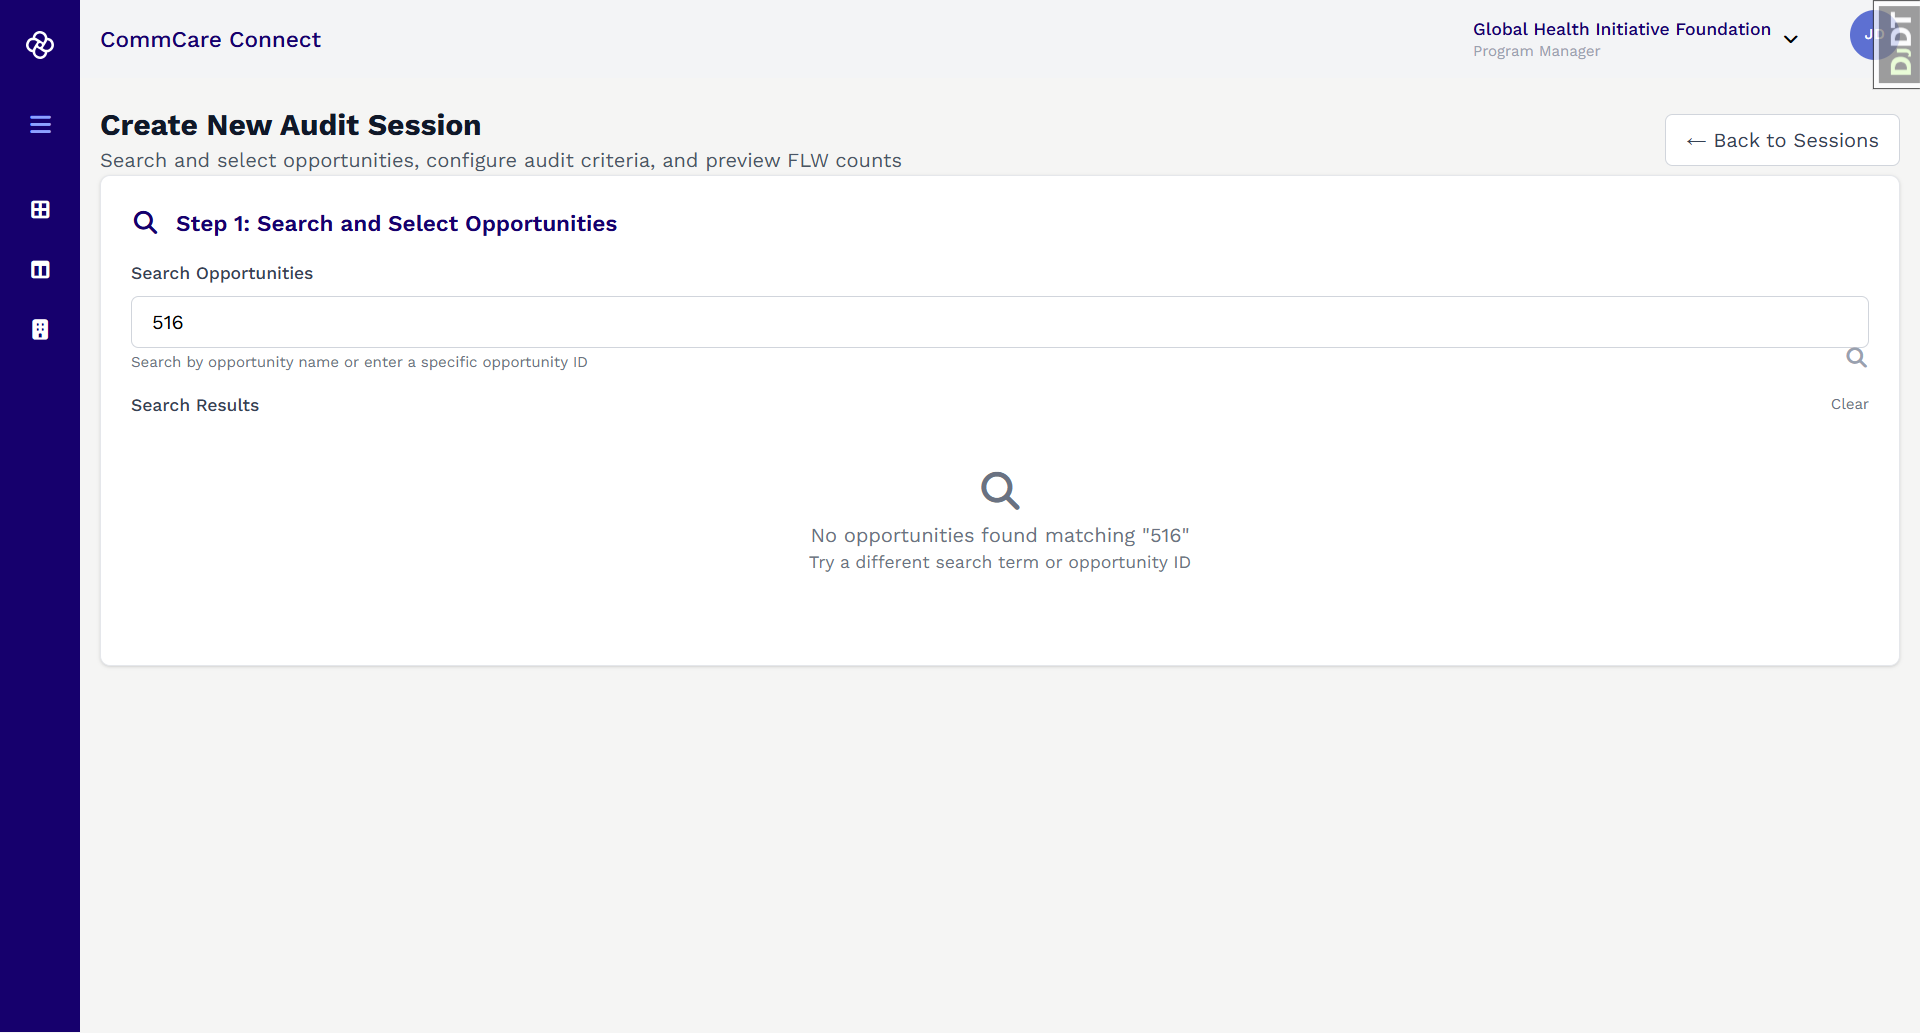 CommCare Connect
Global Health Initiative Foundation
Program Manager
JD
DjDT
Create New Audit Session
Search and select opportunities, configure audit criteria, and preview FLW counts
← Back to Sessions
Step 1: Search and Select Opportunities
Search Opportunities
516
Search by opportunity name or enter a specific opportunity ID
Search Results
Clear
No opportunities found matching "516"
Try a different search term or opportunity ID